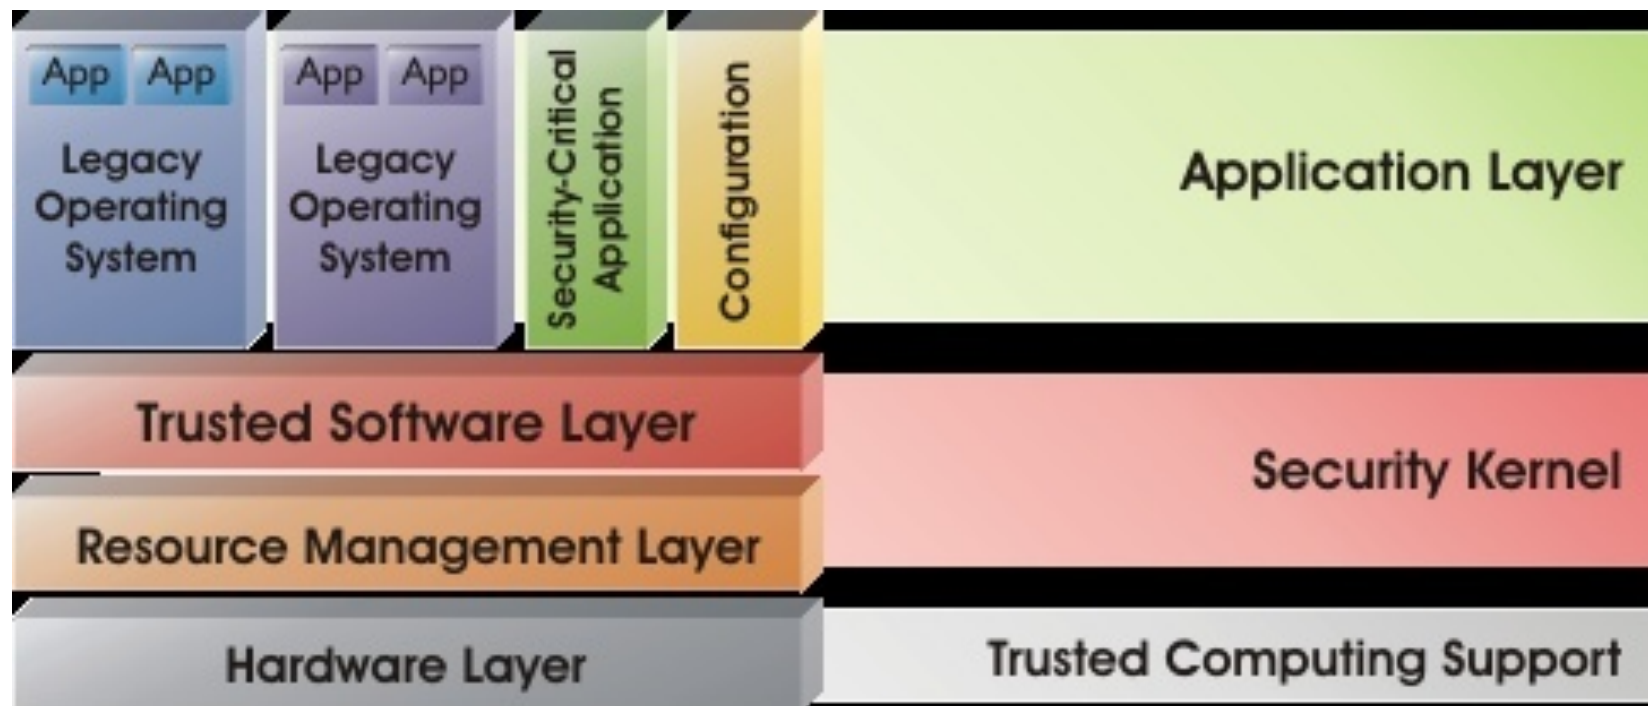 App App
Legacy
Operating
System
App App
Legacy
Operating
System
Security-Critical
Application
Configuration
Application Layer
Trusted Software Layer
Resource Management Layer
Security Kernel
Hardware Layer
Trusted Computing Support